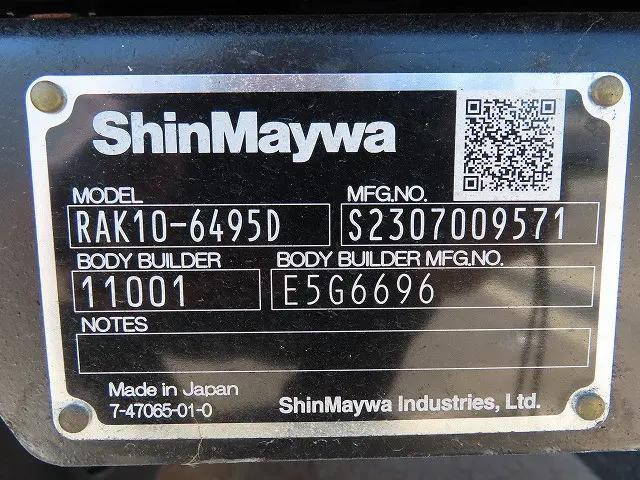 ShinMaywa
MODEL MFG.NO.
RAK10-6495D S2307009571
BODY BUILDER BODY BUILDER MFG.NO.
11001 E5G6696
NOTES
Made in Japan
7-47065-01-0 ShinMaywa Industries, Ltd.